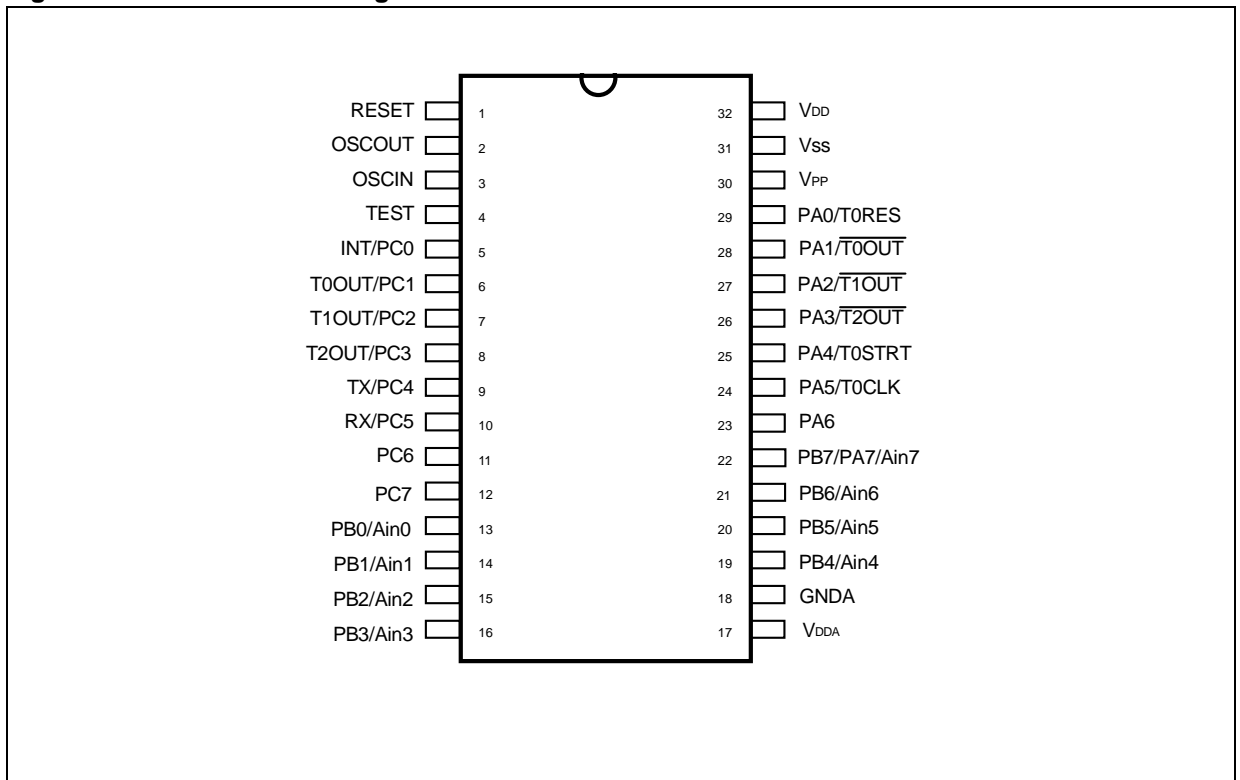 RESET 1 32 VDD
OSCOUT 2 31 Vss
OSCIN 3 30 VPP
TEST 4 29 PA0/T0RES
INT/PC0 5 28 PA1/T0OUT
T0OUT/PC1 6 27 PA2/T1OUT
T1OUT/PC2 7 26 PA3/T2OUT
T2OUT/PC3 8 25 PA4/T0STRT
TX/PC4 9 24 PA5/T0CLK
RX/PC5 10 23 PA6
PC6 11 22 PB7/PA7/Ain7
PC7 12 21 PB6/Ain6
PB0/Ain0 13 20 PB5/Ain5
PB1/Ain1 14 19 PB4/Ain4
PB2/Ain2 15 18 GNDA
PB3/Ain3 16 17 VDDA